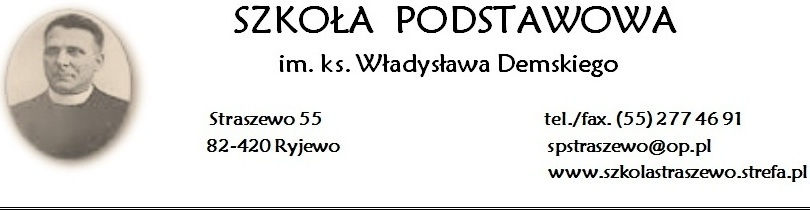 SZKOŁA PODSTAWOWA
im. ks. Władysława Demskiego
Straszewo 55
82-420 Ryjewo
tel./fax. (55) 277 46 91
spstraszewo@op.pl
www.szkolastraszewo.strefa.pl